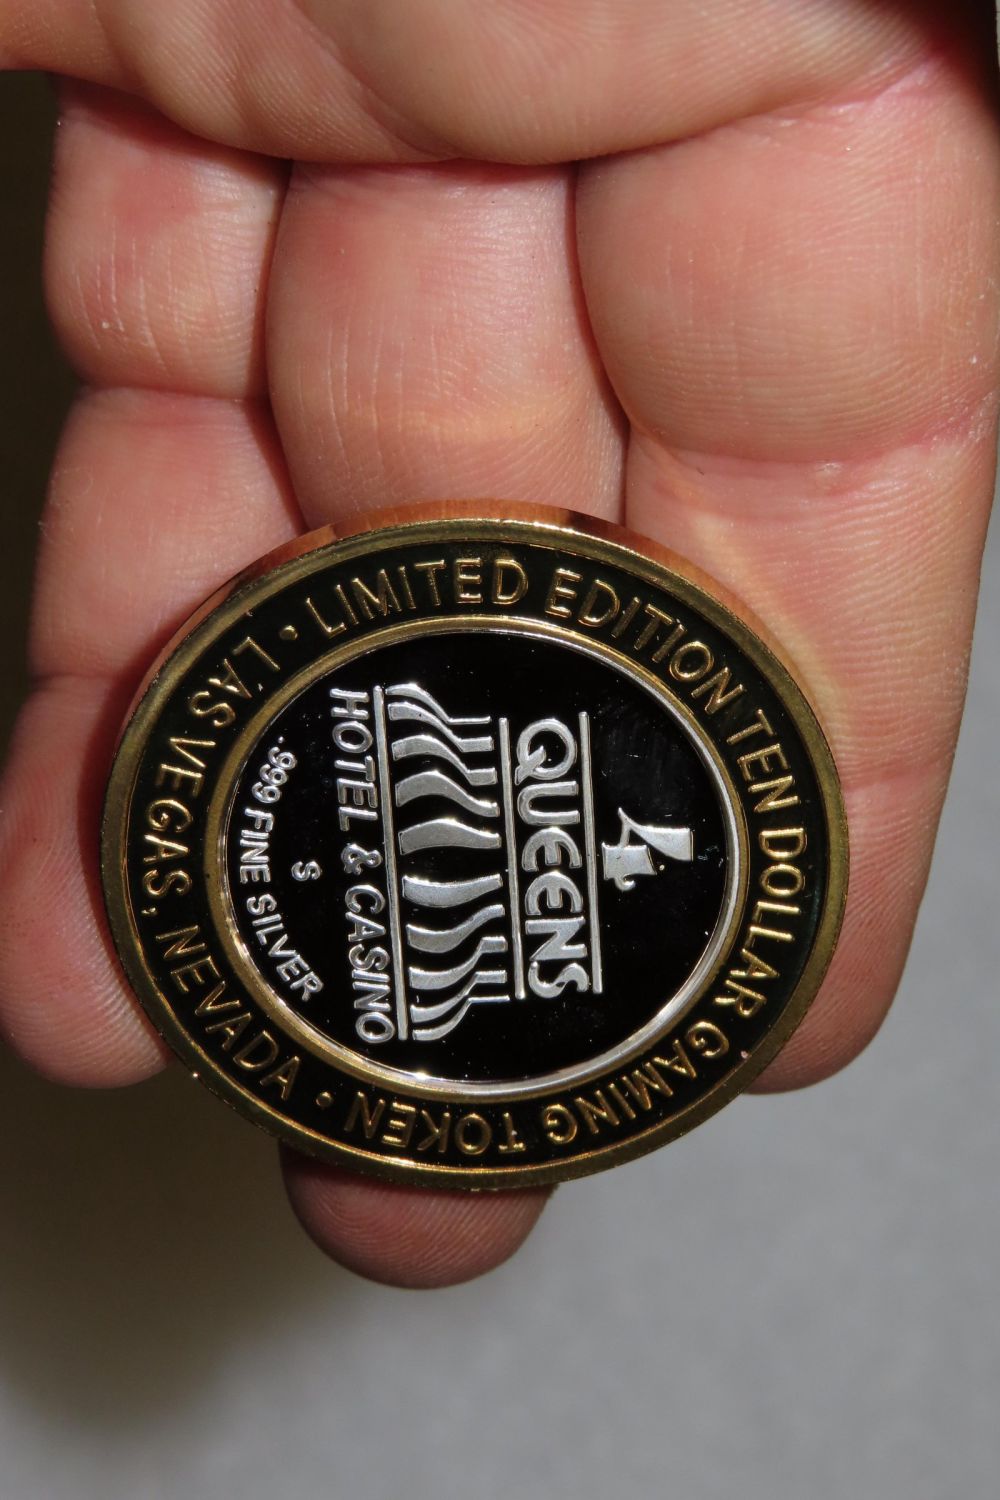 LIMITED EDITION TEN DOLLAR GAMING TOKEN
• LAS VEGAS, NEVADA •
4
QUEENS
HOTEL & CASINO
S
.999 FINE SILVER